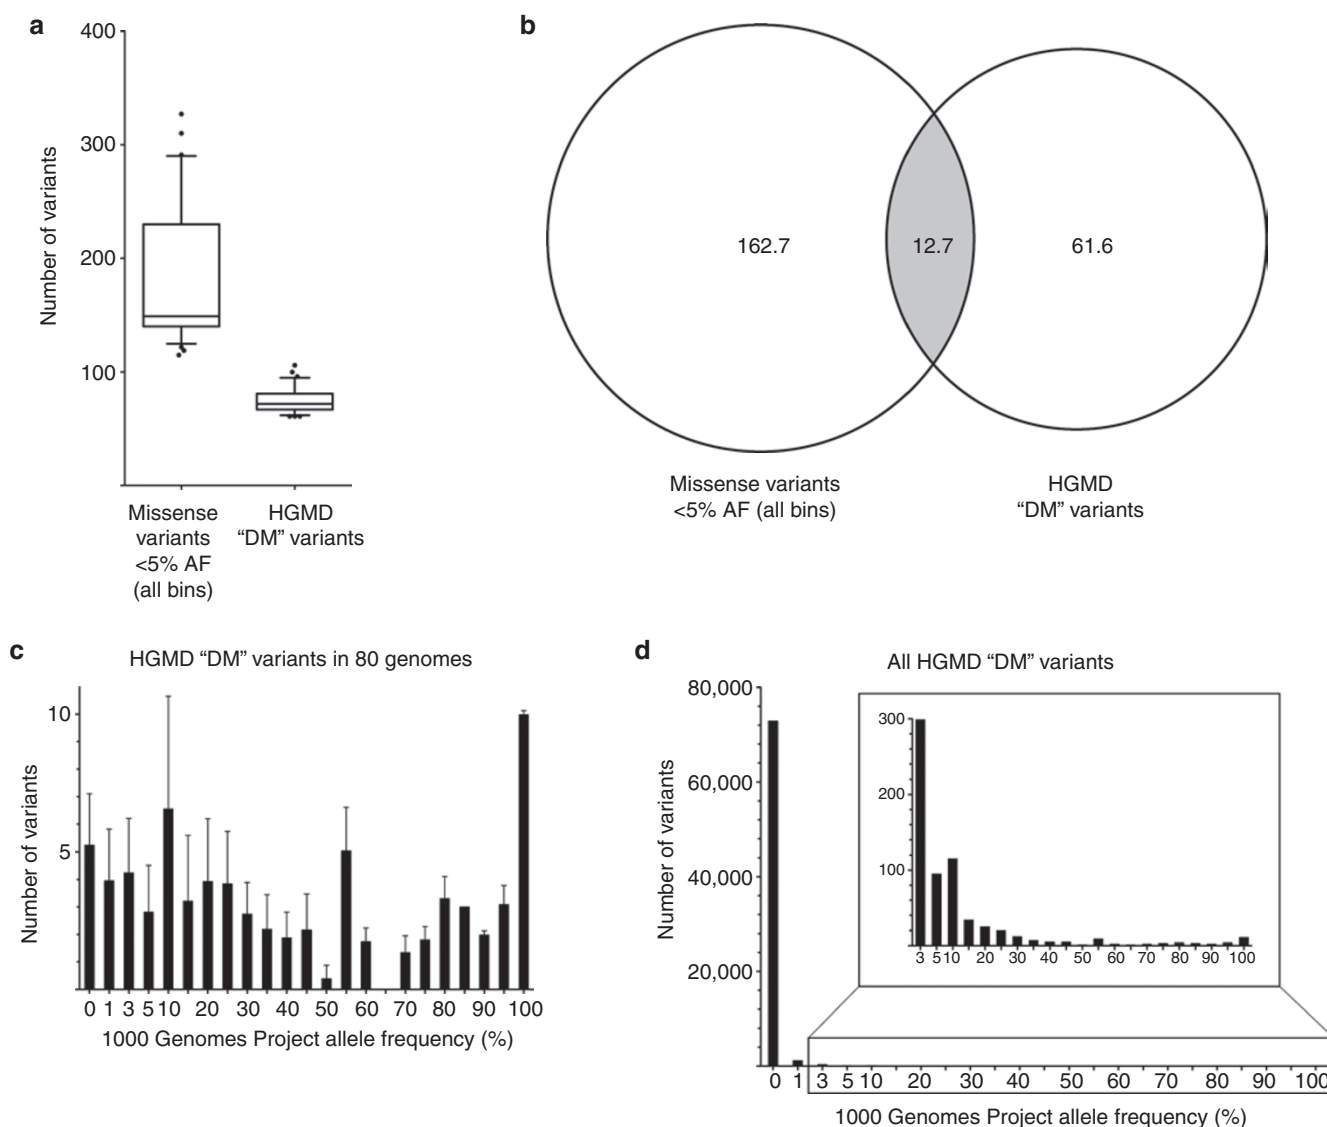 a
400
300
200
100
Number of variants
Missense
variants
<5% AF
(all bins)
HGMD
“DM” variants
b
162.7
12.7
61.6
Missense variants
<5% AF (all bins)
HGMD
“DM” variants
c
HGMD “DM” variants in 80 genomes
10
5
Number of variants
0 1 3 5 10 20 30 40 50 60 70 80 90 100
1000 Genomes Project allele frequency (%)
d
All HGMD “DM” variants
80,000
60,000
40,000
20,000
Number of variants
300
200
100
3 5 10 20 30 40 50 60 70 80 90 100
0 1 3 5 10 20 30 40 50 60 70 80 90 100
1000 Genomes Project allele frequency (%)